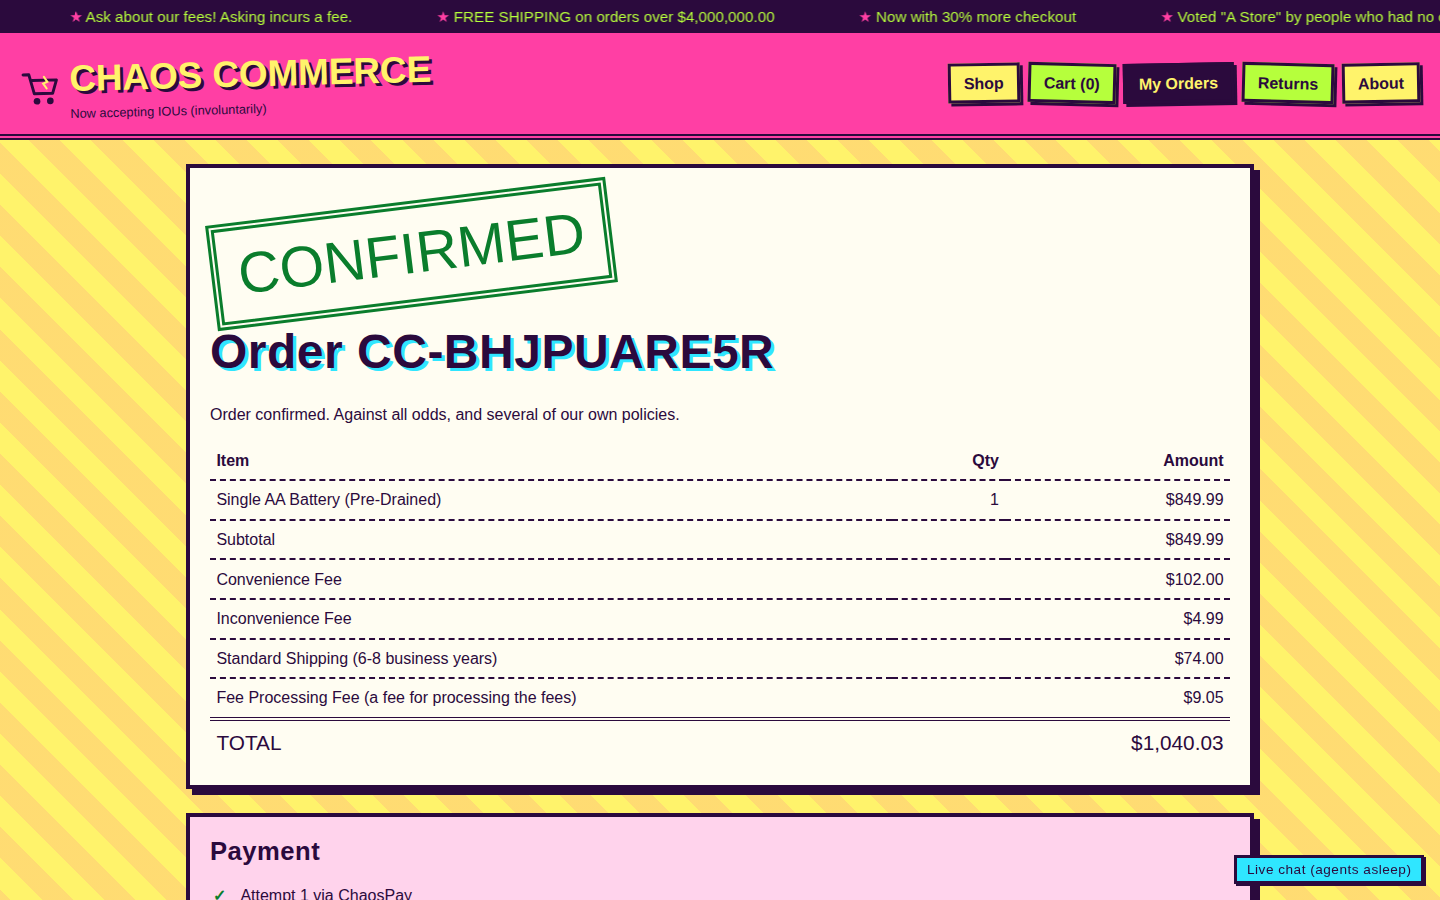 ★ Ask about our fees! Asking incurs a fee. ★ FREE SHIPPING on orders over $4,000,000.00 ★ Now with 30% more checkout ★ Voted "A Store" by people who had no
CHAOS COMMERCE
Now accepting IOUs (involuntarily)
Shop Cart (0) My Orders Returns About
CONFIRMED
Order CC-BHJPUARE5R
Order confirmed. Against all odds, and several of our own policies.
Item Qty Amount
Single AA Battery (Pre-Drained) 1 $849.99
Subtotal $849.99
Convenience Fee $102.00
Inconvenience Fee $4.99
Standard Shipping (6-8 business years) $74.00
Fee Processing Fee (a fee for processing the fees) $9.05
TOTAL $1,040.03
Payment
✓ Attempt 1 via ChaosPay
Live chat (agents asleep)